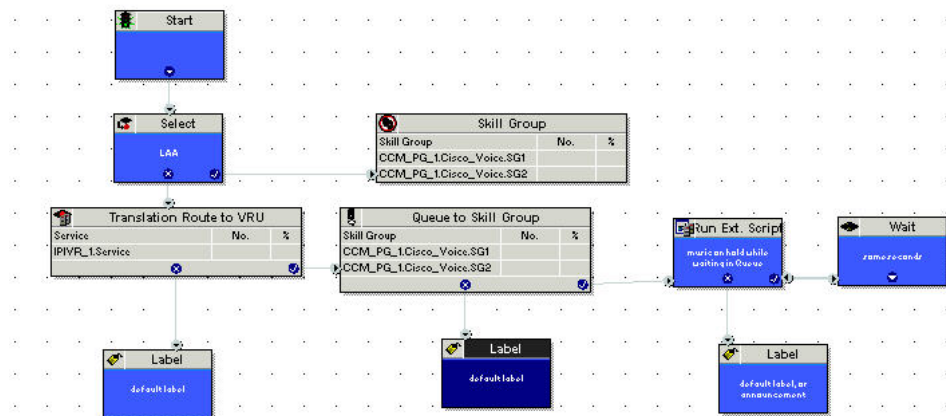 Start
Select
LAA
Skill Group
Skill Group No. %
CCM_PG_1.Cisco_Voice.SG1
CCM_PG_1.Cisco_Voice.SG2
Translation Route to VRU
Service No. %
IPIVR_1.Service
Queue to Skill Group
Skill Group No. %
CCM_PG_1.Cisco_Voice.SG1
CCM_PG_1.Cisco_Voice.SG2
Run Ext. Script
music on hold while
waiting in Queue
Wait
some seconds
Label
default label
Label
default label
Label
default label, or
announcement